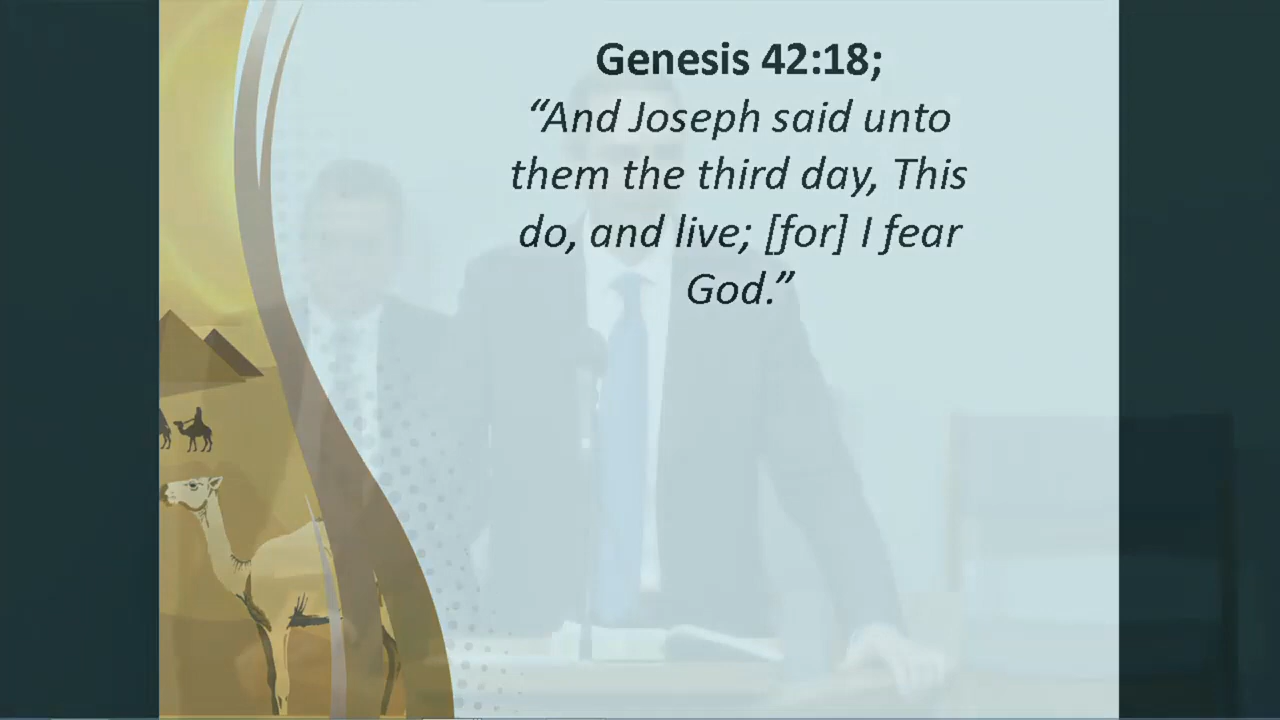 Genesis 42:18;
“And Joseph said unto
them the third day, This
do, and live; [for] I fear
God.”